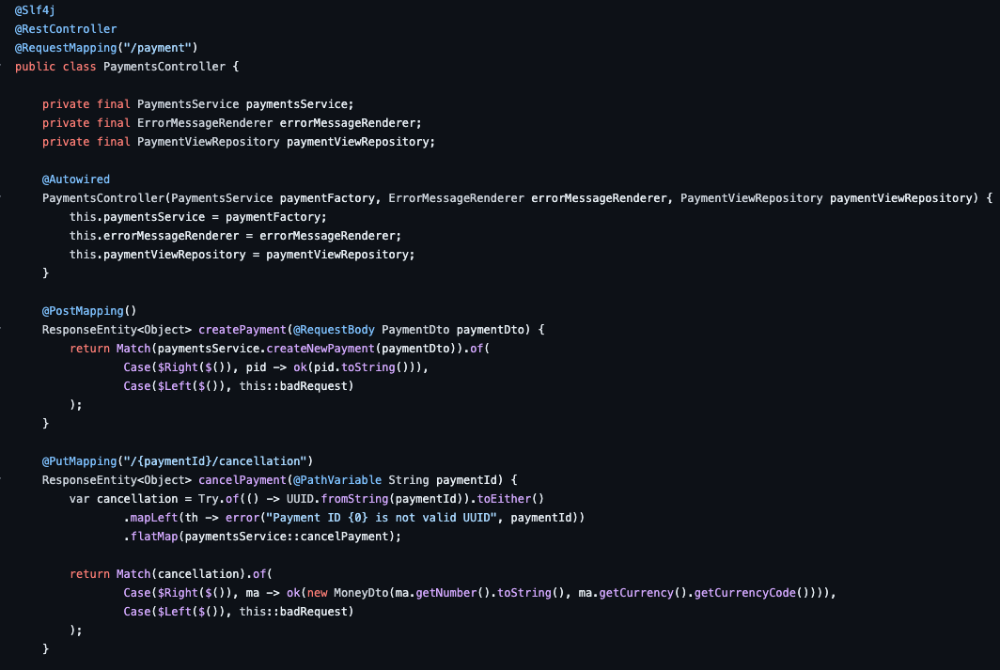 @Slf4j
@RestController
@RequestMapping("/payment")
public class PaymentsController {

    private final PaymentsService paymentsService;
    private final ErrorMessageRenderer errorMessageRenderer;
    private final PaymentViewRepository paymentViewRepository;

    @Autowired
    PaymentsController(PaymentsService paymentFactory, ErrorMessageRenderer errorMessageRenderer, PaymentViewRepository paymentViewRepository) {
        this.paymentsService = paymentFactory;
        this.errorMessageRenderer = errorMessageRenderer;
        this.paymentViewRepository = paymentViewRepository;
    }

    @PostMapping()
    ResponseEntity<Object> createPayment(@RequestBody PaymentDto paymentDto) {
        return Match(paymentsService.createNewPayment(paymentDto)).of(
                Case($Right($()), pid -> ok(pid.toString())),
                Case($Left($()), this::badRequest)
        );
    }

    @PutMapping("/{paymentId}/cancellation")
    ResponseEntity<Object> cancelPayment(@PathVariable String paymentId) {
        var cancellation = Try.of(() -> UUID.fromString(paymentId)).toEither()
                .mapLeft(th -> error("Payment ID {0} is not valid UUID", paymentId))
                .flatMap(paymentsService::cancelPayment);

        return Match(cancellation).of(
                Case($Right($()), ma -> ok(new MoneyDto(ma.getNumber().toString(), ma.getCurrency().getCurrencyCode()))),
                Case($Left($()), this::badRequest)
        );
    }